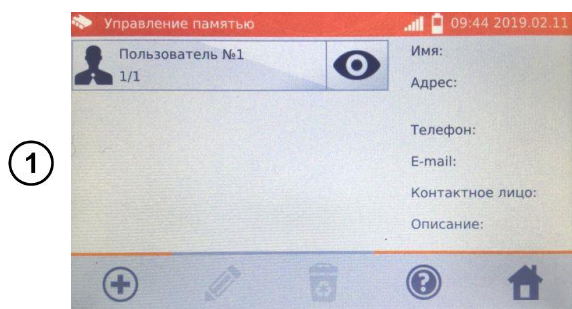 Управление памятью
09:44 2019.02.11
Пользователь №1
1/1
Имя:
Адрес:
Телефон:
E-mail:
Контактное лицо:
Описание:
1